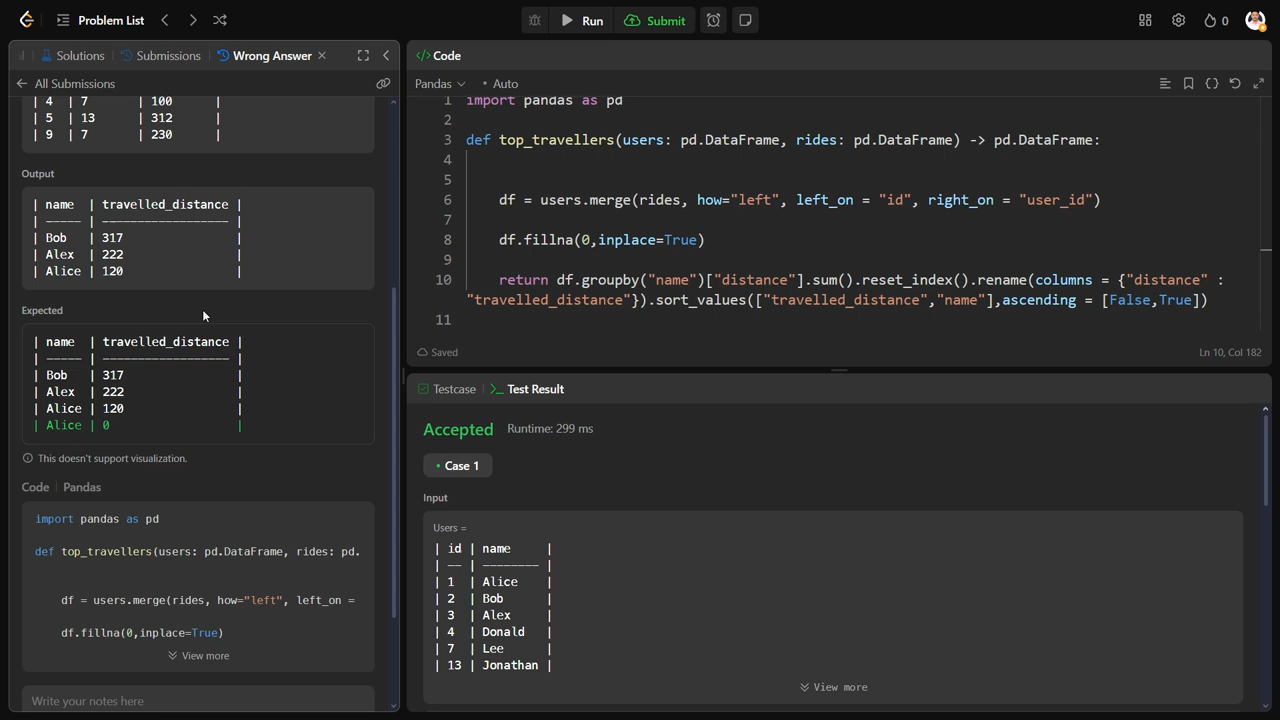 Problem List
Run
Submit
0
Solutions
Submissions
Wrong Answer
All Submissions
| 4 | 7 | 100 |
| 5 | 13 | 312 |
| 9 | 7 | 230 |
Output
| name | travelled_distance |
| ----- | ------------------ |
| Bob | 317 |
| Alex | 222 |
| Alice | 120 |
Expected
| name | travelled_distance |
| ----- | ------------------ |
| Bob | 317 |
| Alex | 222 |
| Alice | 120 |
| Alice | 0 |
This doesn't support visualization.
Code | Pandas
import pandas as pd
def top_travellers(users: pd.DataFrame, rides: pd.
df = users.merge(rides, how="left", left_on =
df.fillna(0,inplace=True)
View more
Write your notes here
</> Code
Pandas
Auto
1 import pandas as pd
2
3 def top_travellers(users: pd.DataFrame, rides: pd.DataFrame) -> pd.DataFrame:
4
5
6 df = users.merge(rides, how="left", left_on = "id", right_on = "user_id")
7
8 df.fillna(0,inplace=True)
9
10 return df.groupby("name")["distance"].sum().reset_index().rename(columns = {"distance" :
"travelled_distance"}).sort_values(["travelled_distance","name"],ascending = [False,True])
11
Saved
Ln 10, Col 182
Testcase
Test Result
Accepted
Runtime: 299 ms
Case 1
Input
Users =
| id | name |
| -- | -------- |
| 1 | Alice |
| 2 | Bob |
| 3 | Alex |
| 4 | Donald |
| 7 | Lee |
| 13 | Jonathan |
View more